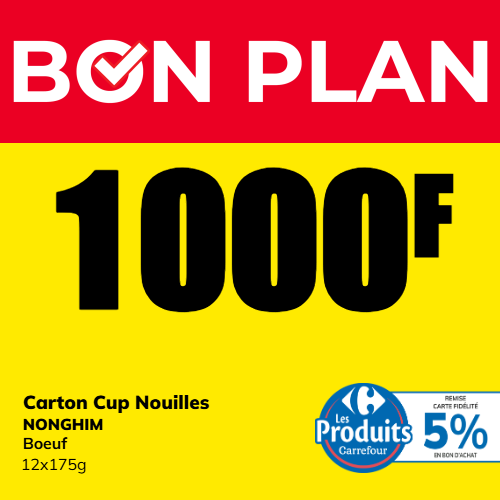 BON PLAN
1000F
Carton Cup Nouilles
NONGHIM
Boeuf
12x175g
Les
Produits
Carrefour
REMISE
CARTE FIDÉLITÉ
5%
EN BON D'ACHAT